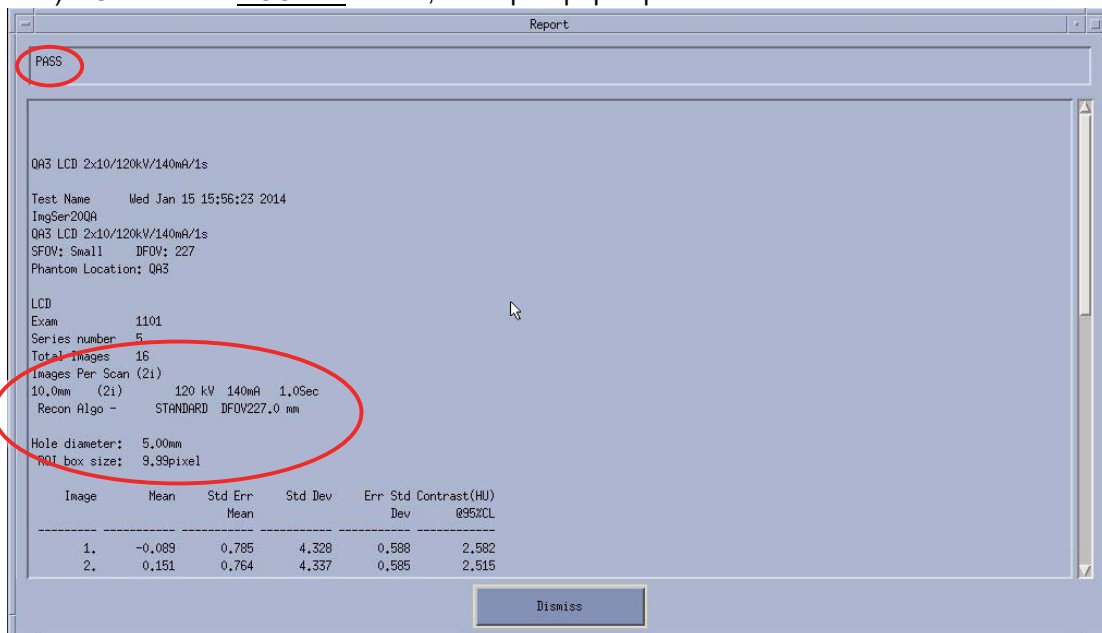 Report
PASS
QA3 LCD 2x10/120kV/140mA/1s
Test Name Wed Jan 15 15:56:23 2014
ImgSer20QA
QA3 LCD 2x10/120kV/140mA/1s
SFOV: Small DFOV: 227
Phantom Location: QA3
LCD
Exam 1101
Series number 5
Total Images 16
Images Per Scan (2i)
10.0mm (2i) 120 kV 140mA 1.0Sec
Recon Algo - STANDARD DFOV227.0 mm
Hole diameter: 5.00mm
ROI box size: 9.99pixel
Image Mean Std Err Std Dev Err Std Contrast(HU)
Mean Dev @95%CL
--------- ----------- ------------ ------------ ------------ ------------
1. -0.089 0.785 4.328 0.588 2.582
2. 0.151 0.764 4.337 0.585 2.515
Dismiss